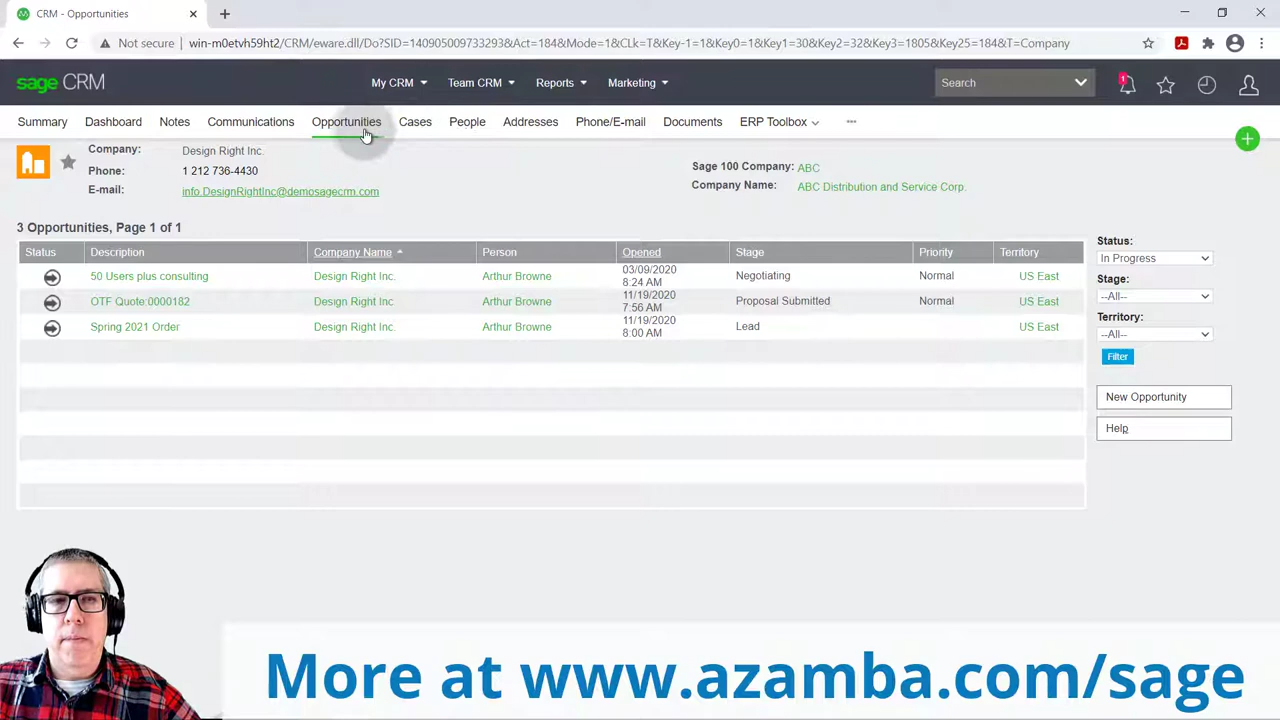 CRM - Opportunities
Not secure win-m0etvh59ht2/CRM/eware.dll/Do?SID=140905009733293&Act=184&Mode=1&CLk=T&Key-1=1&Key0=1&Key1=30&Key2=32&Key3=1905&Key25=184&T=Company
sage CRM My CRM Team CRM Reports Marketing Search 1
Summary Dashboard Notes Communications Opportunities Cases People Addresses Phone/E-mail Documents ERP Toolbox
Company: Design Right Inc.
Phone: 1 212 736-4430
E-mail: info.DesignRightInc@demosagecrm.com
Sage 100 Company: ABC
Company Name: ABC Distribution and Service Corp.
3 Opportunities, Page 1 of 1
Status Description Company Name Person Opened Stage Priority Territory
50 Users plus consulting Design Right Inc. Arthur Browne 03/09/2020 8:24 AM Negotiating Normal US East
OTF Quote:0000182 Design Right Inc. Arthur Browne 11/19/2020 7:56 AM Proposal Submitted Normal US East
Spring 2021 Order Design Right Inc. Arthur Browne 11/19/2020 8:00 AM Lead US East
Status:
In Progress
Stage:
--All--
Territory:
--All--
Filter
New Opportunity
Help
More at www.azamba.com/sage